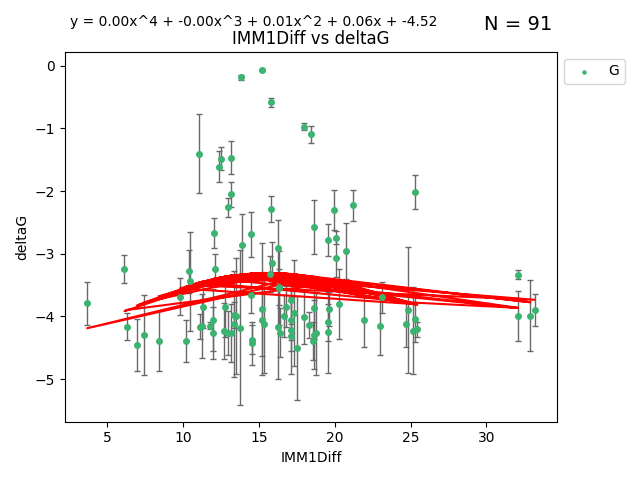 y = 0.00x^4 + -0.00x^3 + 0.01x^2 + 0.06x + -4.52
N = 91
IMM1Diff vs deltaG
G
deltaG
0
−1
−2
−3
−4
−5
5 10 15 20 25 30
IMM1Diff